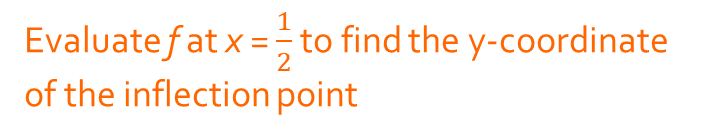 Evaluate f at x = 1/2 to find the y-coordinate
of the inflection point